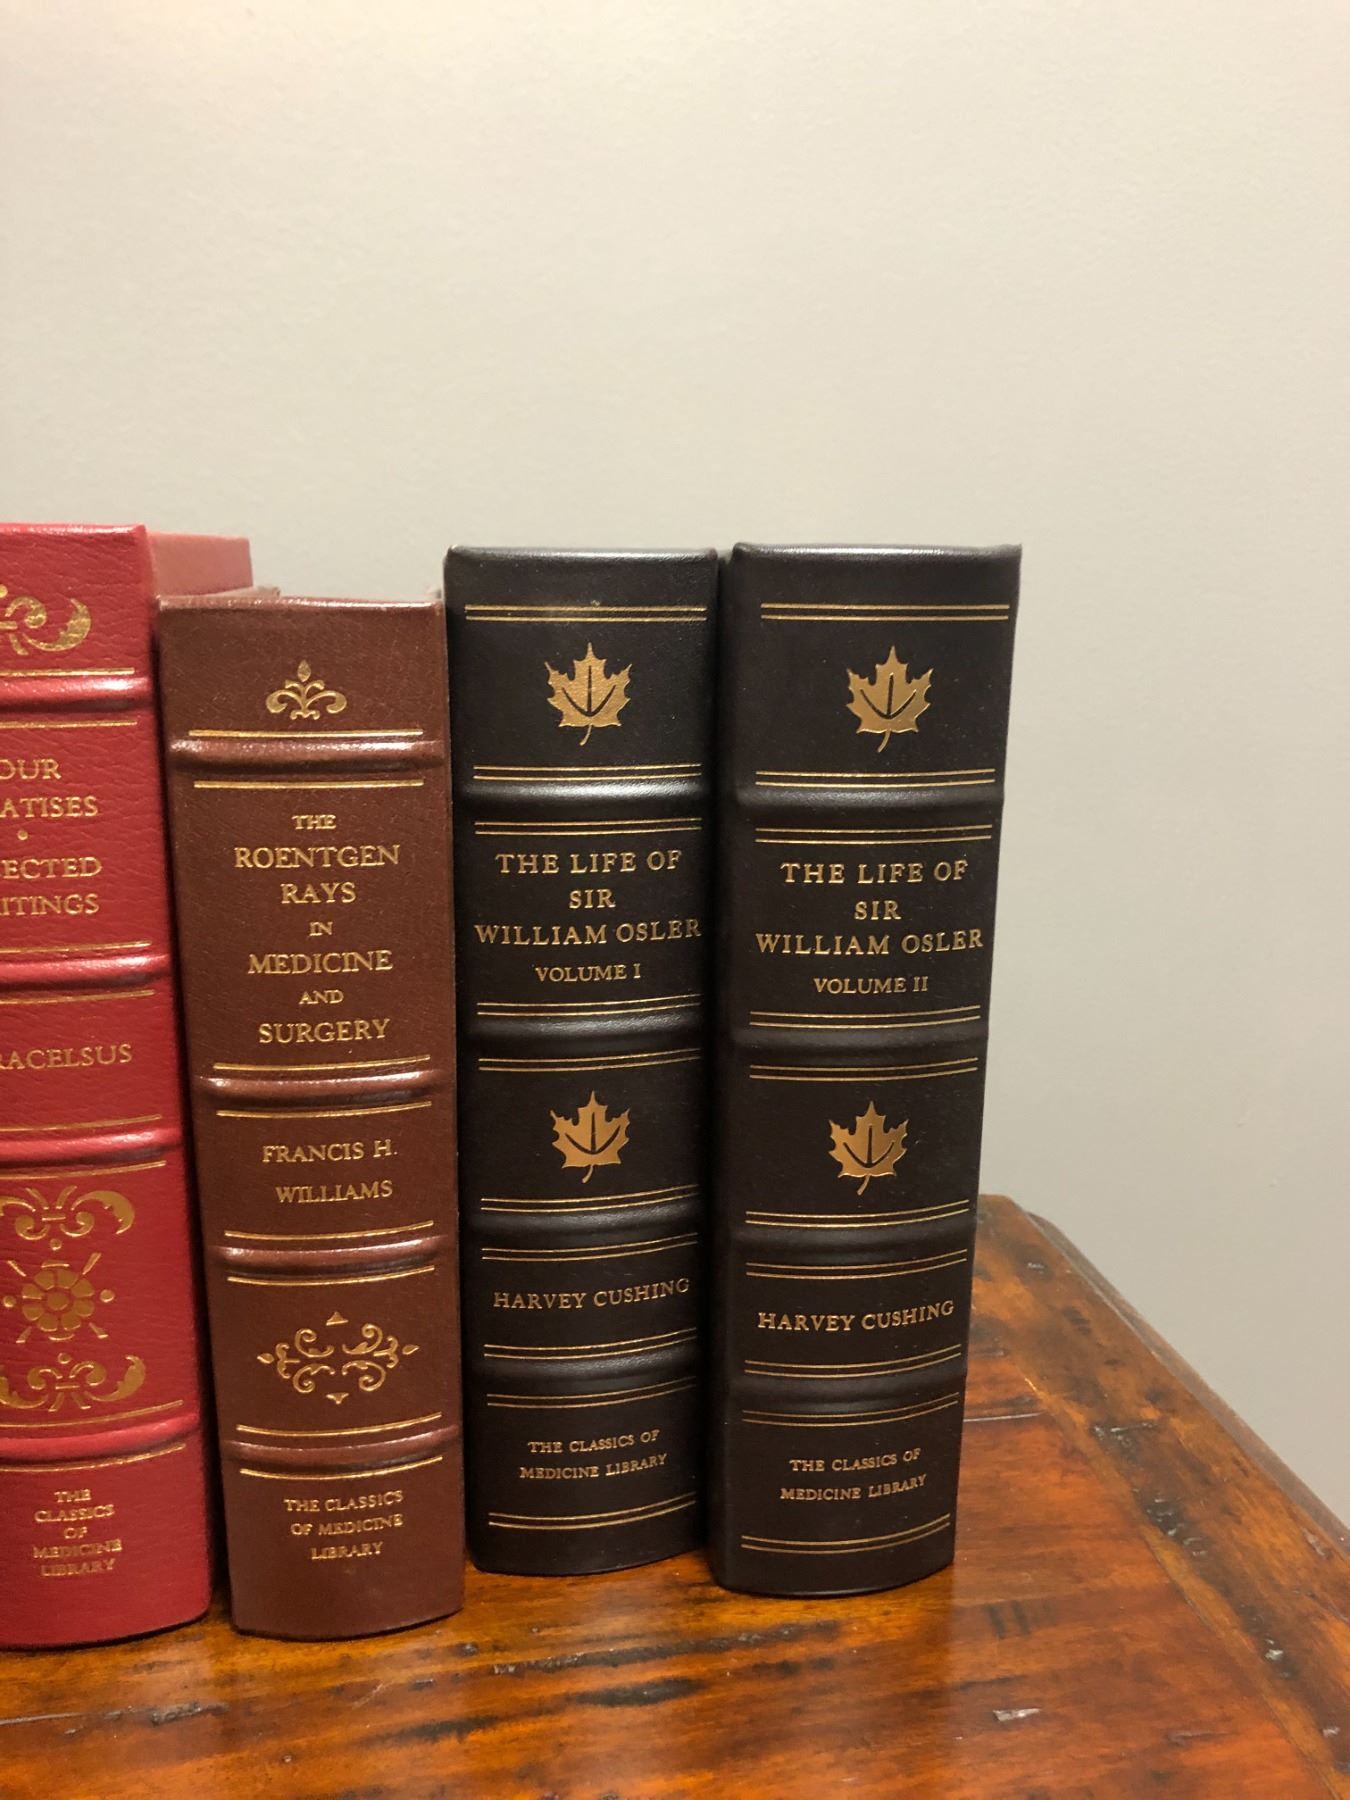 OUR
ATISES
ECTED
ITINGS
RACELSUS
THE
CLASSICS
OF
MEDICINE
LIBRARY
THE
ROENTGEN
RAYS
IN
MEDICINE
AND
SURGERY
FRANCIS H.
WILLIAMS
THE CLASSICS
OF MEDICINE
LIBRARY
THE LIFE OF
SIR
WILLIAM OSLER
VOLUME I
HARVEY CUSHING
THE CLASSICS OF
MEDICINE LIBRARY
THE LIFE OF
SIR
WILLIAM OSLER
VOLUME II
HARVEY CUSHING
THE CLASSICS OF
MEDICINE LIBRARY